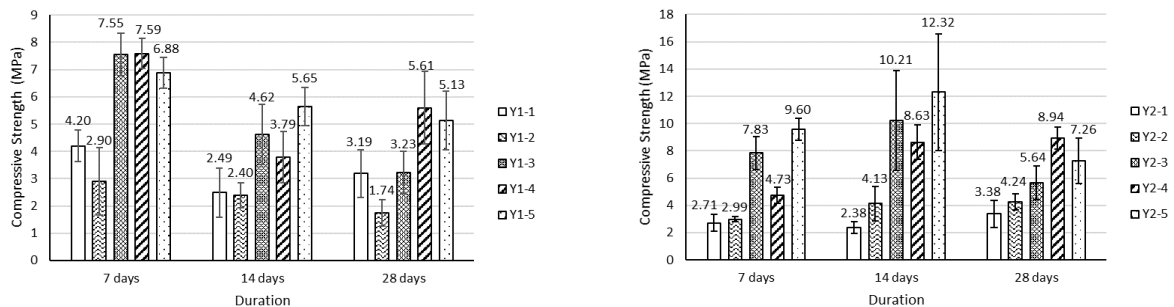 Compressive Strength (MPa)
9
8
7
6
5
4
3
2
1
0
4.20
2.90
7.55
7.59
6.88
2.49
2.40
4.62
3.79
5.65
3.19
1.74
3.23
5.61
5.13
7 days
14 days
28 days
Duration
Y1-1
Y1-2
Y1-3
Y1-4
Y1-5
Compressive Strength (MPa)
18
16
14
12
10
8
6
4
2
0
2.71
2.99
7.83
4.73
9.60
2.38
4.13
10.21
8.63
12.32
3.38
4.24
5.64
8.94
7.26
7 days
14 days
28 days
Duration
Y2-1
Y2-2
Y2-3
Y2-4
Y2-5